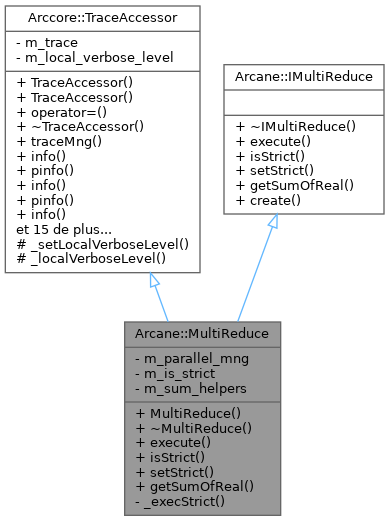 Arccore::TraceAccessor
- m_trace
- m_local_verbose_level
+ TraceAccessor()
+ TraceAccessor()
+ operator=()
+ ~TraceAccessor()
+ traceMng()
+ info()
+ pinfo()
+ info()
+ pinfo()
+ info()
et 15 de plus...
# _setLocalVerboseLevel()
# _localVerboseLevel()
Arcane::IMultiReduce
+ ~IMultiReduce()
+ execute()
+ isStrict()
+ setStrict()
+ getSumOfReal()
+ create()
Arcane::MultiReduce
- m_parallel_mng
- m_is_strict
- m_sum_helpers
+ MultiReduce()
+ ~MultiReduce()
+ execute()
+ isStrict()
+ setStrict()
+ getSumOfReal()
- _execStrict()